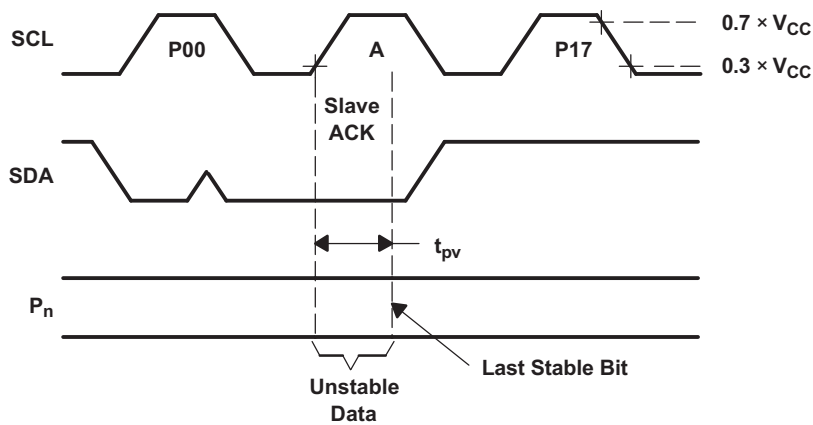 SCL
P00
A
P17
0.7 × VCC
0.3 × VCC
Slave
ACK
SDA
tpv
Pn
Last Stable Bit
Unstable
Data